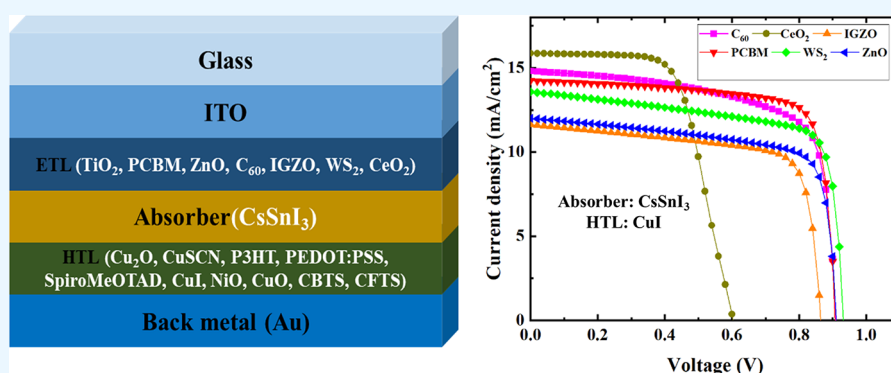 Glass
ITO
ETL (TiO₂, PCBM, ZnO, C₆₀, IGZO, WS₂, CeO₂)
Absorber(CsSnI₃)
HTL (Cu₂O, CuSCN, P3HT, PEDOT:PSS,
SpiroMeOTAD, CuI, NiO, CuO, CBTS, CFTS)
Back metal (Au)
Current density (mA/cm²)
15
10
5
0
C₆₀ CeO₂ IGZO
PCBM WS₂ ZnO
Absorber: CsSnI₃
HTL: CuI
0.0 0.2 0.4 0.6 0.8 1.0
Voltage (V)